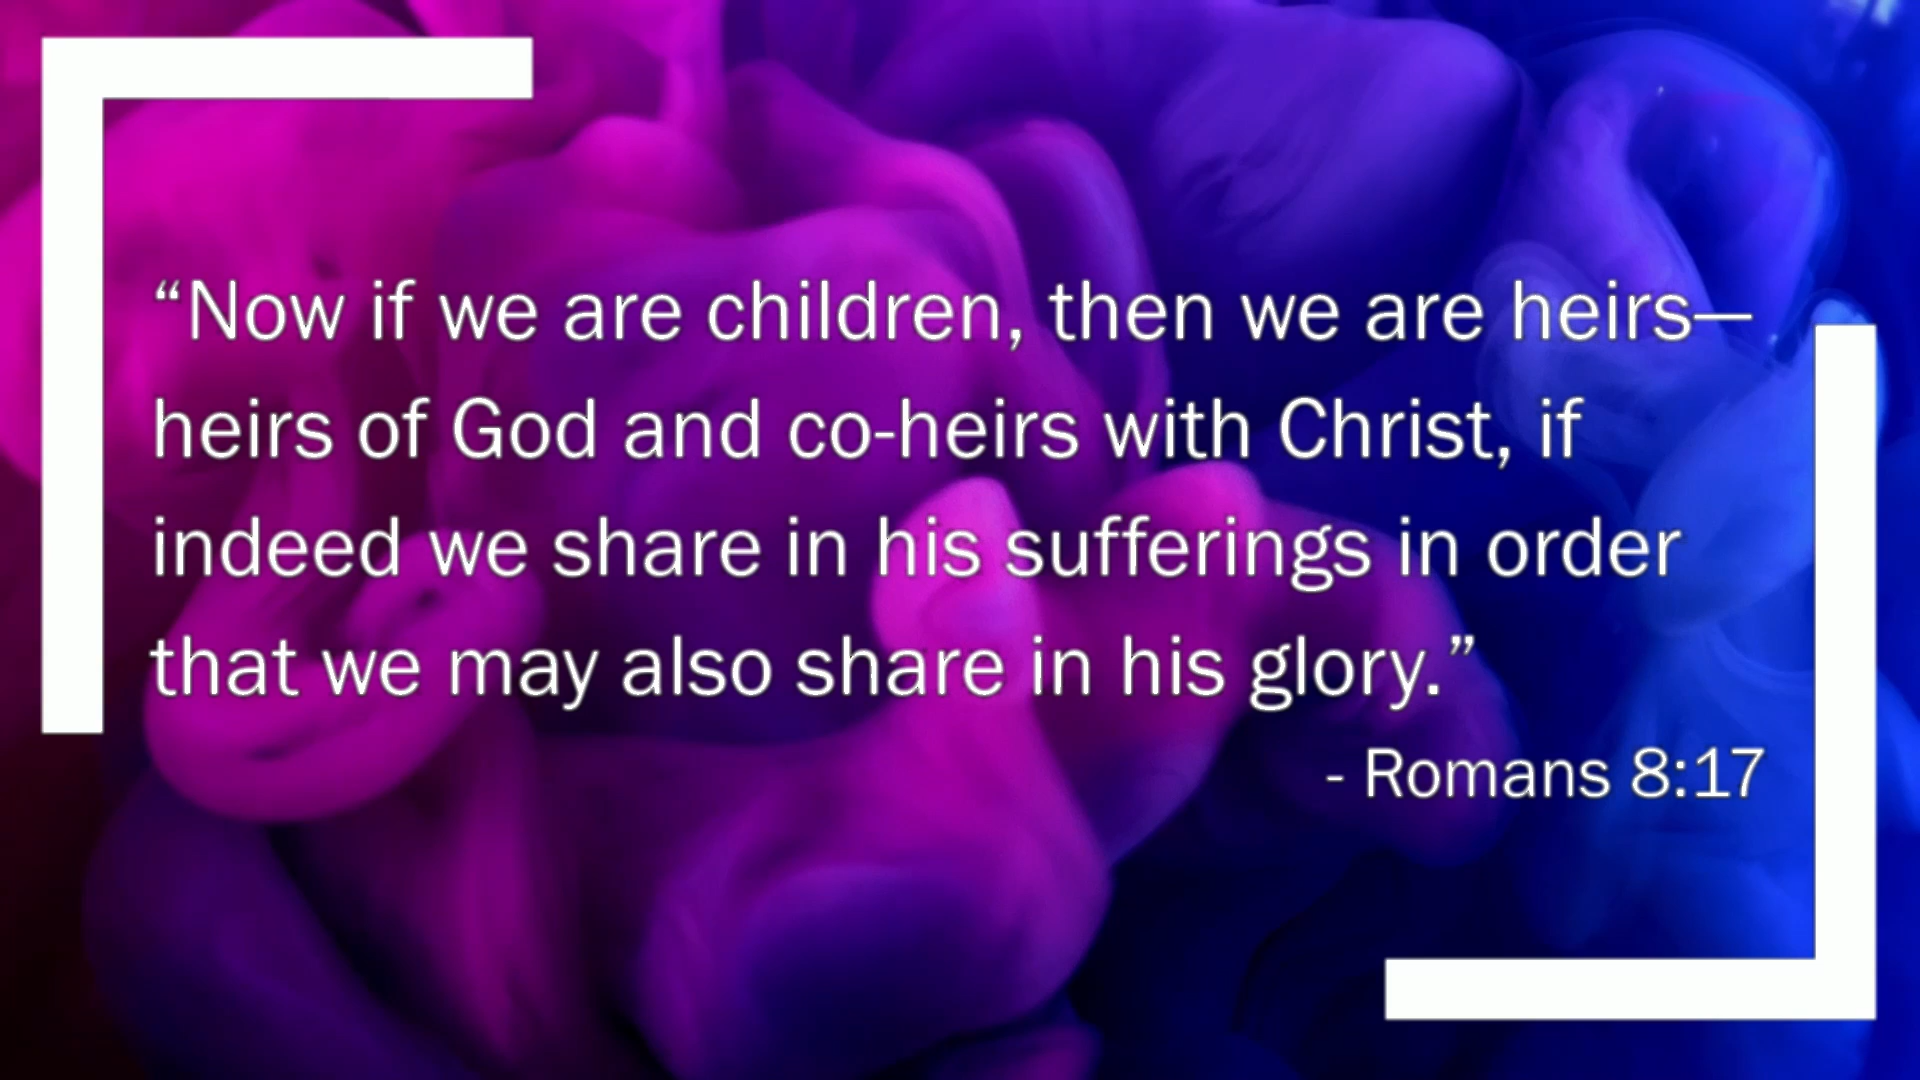 “Now if we are children, then we are heirs—
heirs of God and co-heirs with Christ, if
indeed we share in his sufferings in order
that we may also share in his glory.”
- Romans 8:17